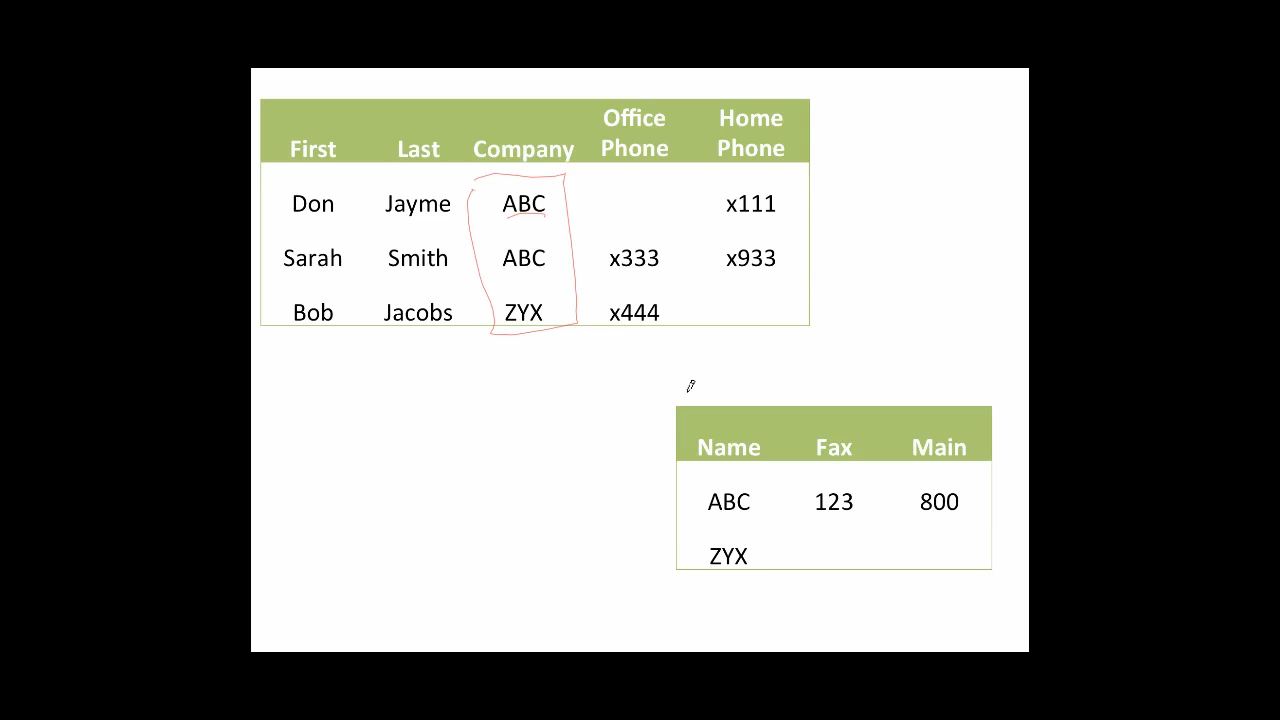 First Last Company Office Phone Home Phone
Don Jayme ABC x111
Sarah Smith ABC x333 x933
Bob Jacobs ZYX x444
Name Fax Main
ABC 123 800
ZYX